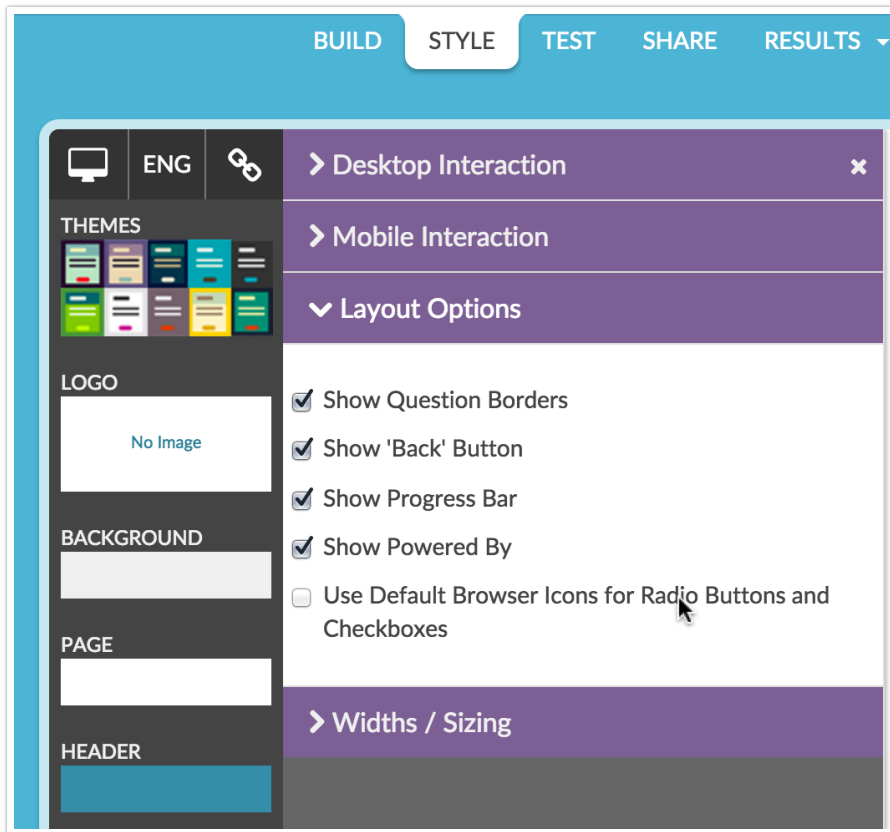 BUILD STYLE TEST SHARE RESULTS
ENG
THEMES
LOGO
No Image
BACKGROUND
PAGE
HEADER
Desktop Interaction
Mobile Interaction
Layout Options
Show Question Borders
Show 'Back' Button
Show Progress Bar
Show Powered By
Use Default Browser Icons for Radio Buttons and
Checkboxes
Widths / Sizing